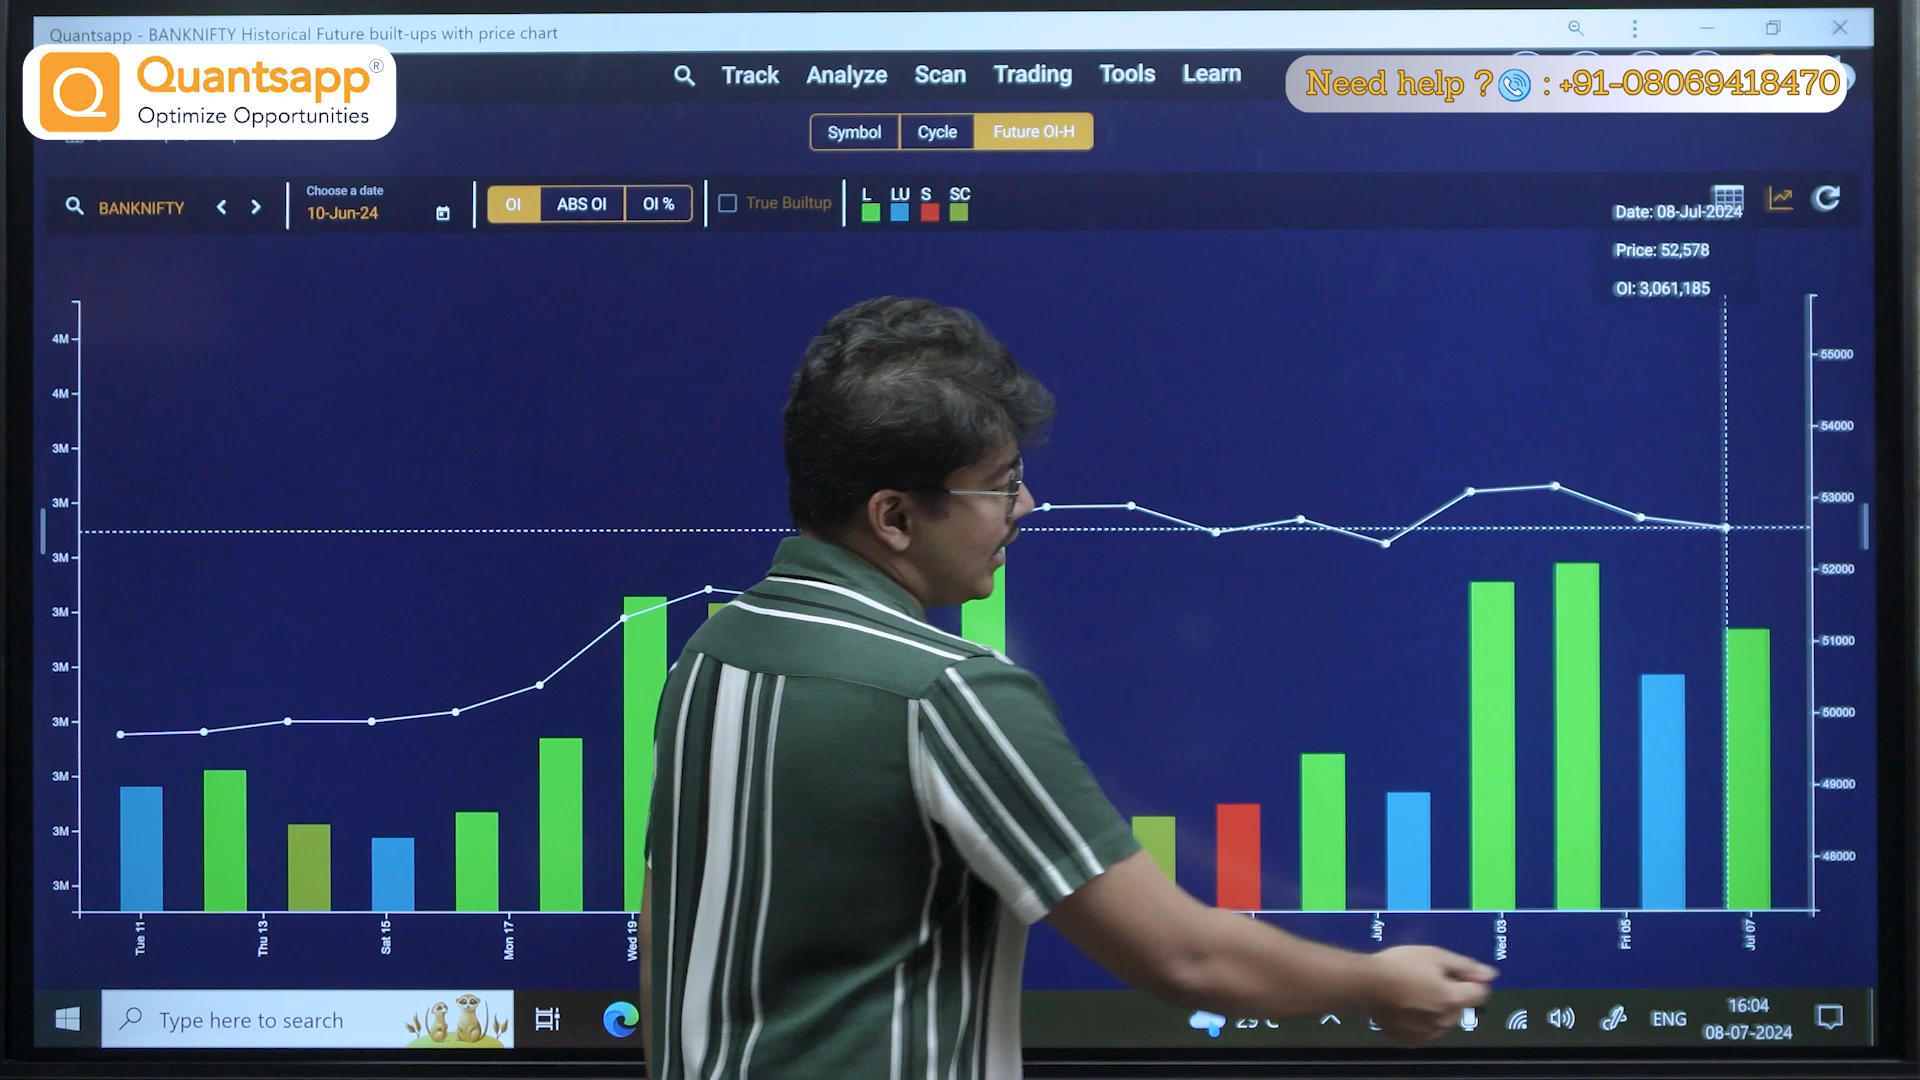 Quantsapp - BANKNIFTY Historical Future built-ups with price chart
Quantsapp®
Optimize Opportunities
Track Analyze Scan Trading Tools Learn
Need help ? : +91-08069418470
Symbol Cycle Future OI-H
BANKNIFTY
Choose a date
10-Jun-24
OI ABS OI OI %
True Builtup
L LU S SC
Date: 08-Jul-2024
Price: 52,578
OI: 3,061,185
4M
4M
3M
3M
3M
3M
3M
3M
3M
3M
3M
55000
54000
53000
52000
51000
50000
49000
48000
Tue 11
Thu 13
Sat 15
Mon 17
Wed 19
July
Wed 03
Fri 05
Jul 07
Type here to search
29°C
ENG
16:04
08-07-2024